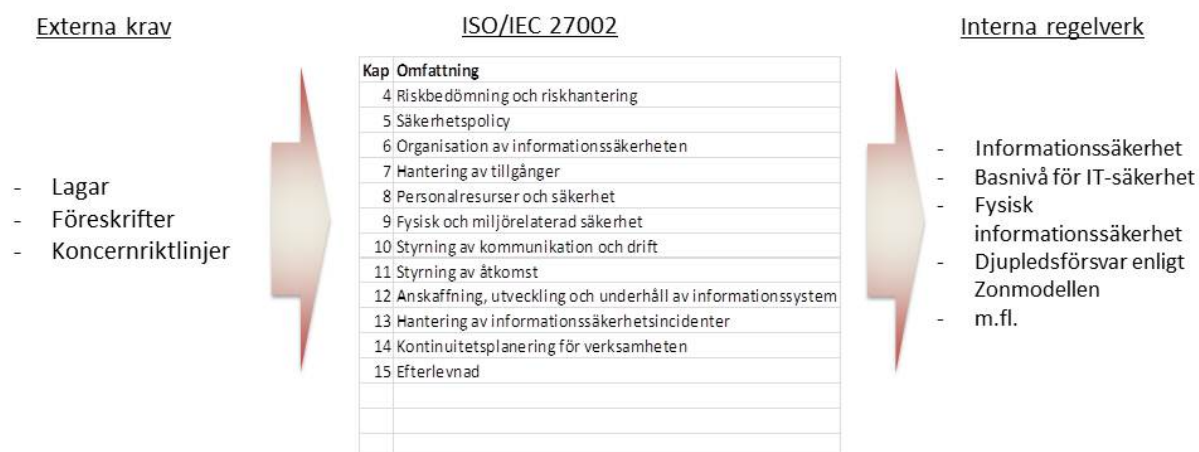 Externa krav
- Lagar
- Föreskrifter
- Koncernriktlinjer
ISO/IEC 27002
Kap Omfattning
4 Riskbedömning och riskhantering
5 Säkerhetspolicy
6 Organisation av informationssäkerheten
7 Hantering av tillgånger
8 Personalresurser och säkerhet
9 Fysisk och miljörelaterad säkerhet
10 Styrning av kommunikation och drift
11 Styrning av åtkomst
12 Anskaffning, utveckling och underhåll av informationssystem
13 Hantering av informationssäkerhetsincidenter
14 Kontinuitetsplanering för verksamheten
15 Efterlevnad
Interna regelverk
- Informationssäkerhet
- Basnivå för IT-säkerhet
- Fysisk
informationssäkerhet
- Djupledsförsvar enligt
Zonmodellen
- m.fl.